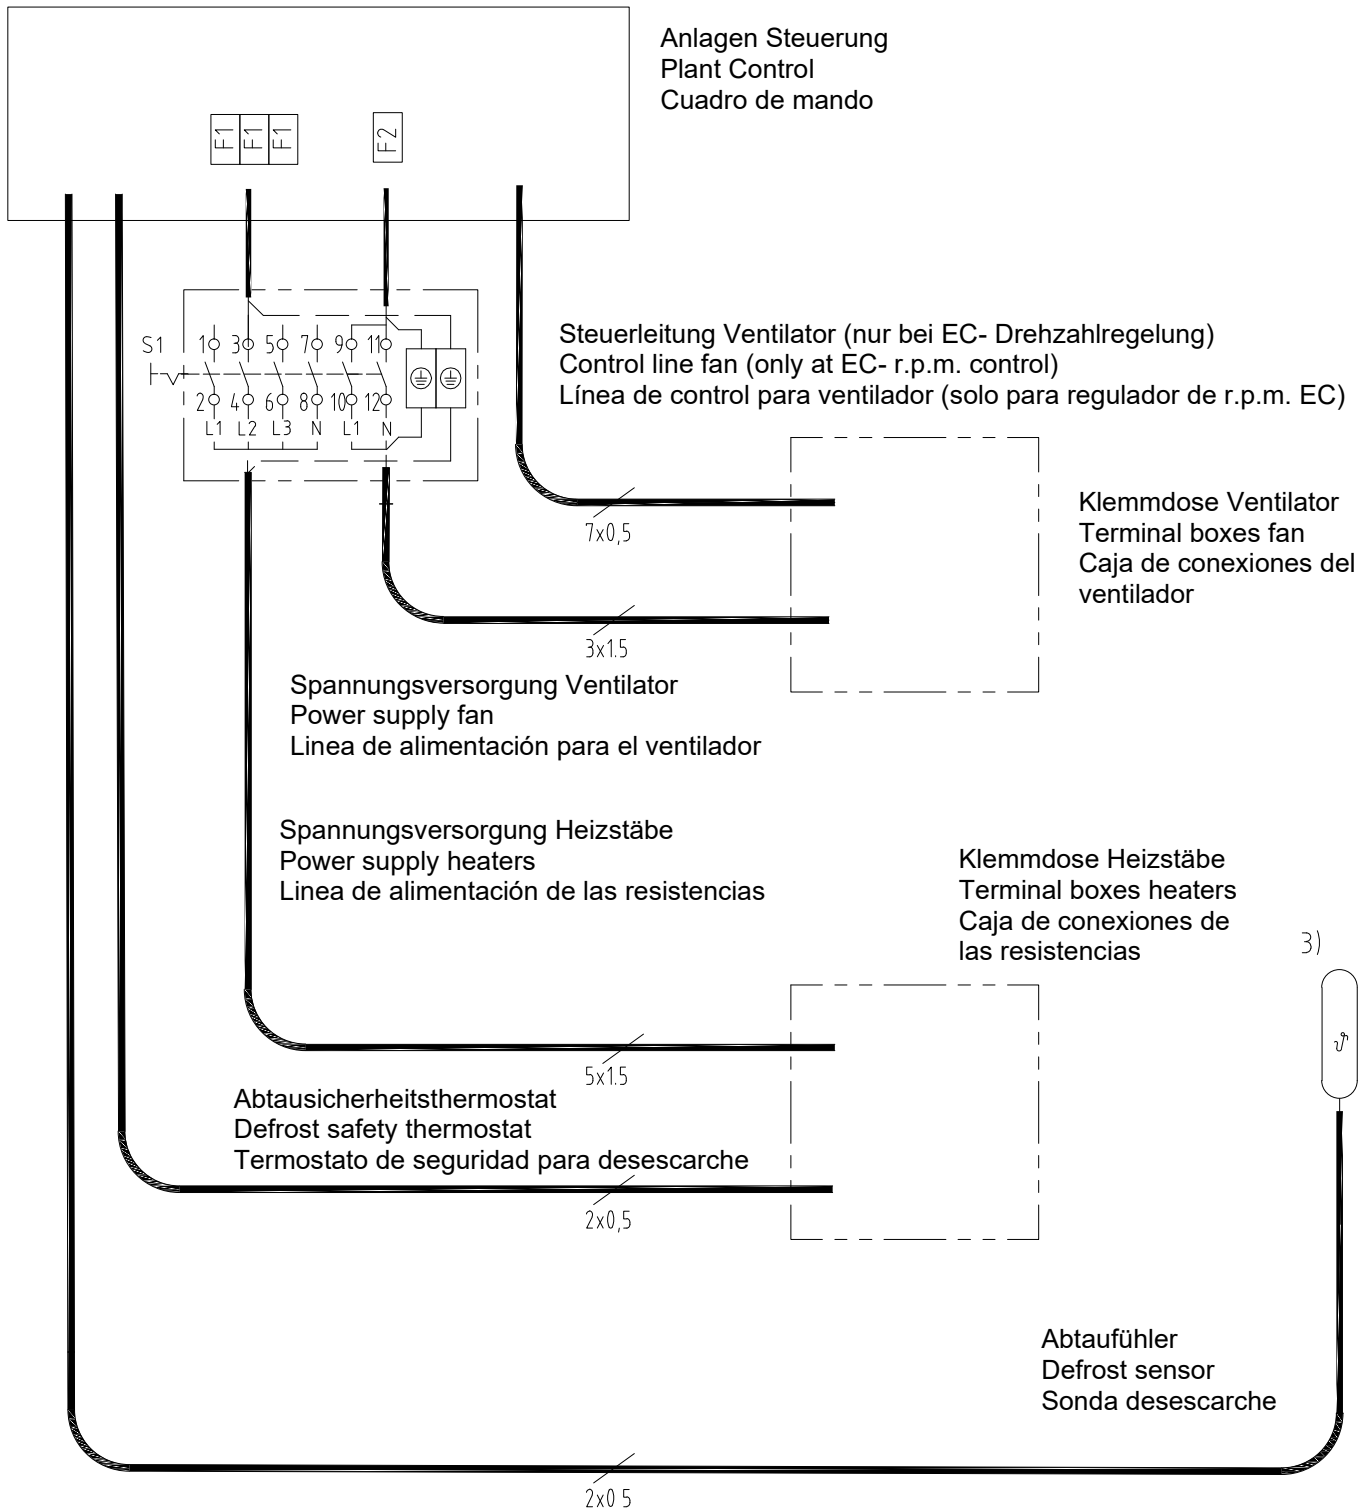 Anlagen Steuerung
Plant Control
Cuadro de mando
F1 F1 F1 F2
S1 1 3 5 7 9 11
2 4 6 8 10 12
L1 L2 L3 N L1 N
Steuerleitung Ventilator (nur bei EC- Drehzahlregelung)
Control line fan (only at EC- r.p.m. control)
Línea de control para ventilador (solo para regulador de r.p.m. EC)
7x0,5
Klemmdose Ventilator
Terminal boxes fan
Caja de conexiones del
ventilador
3x1.5
Spannungsversorgung Ventilator
Power supply fan
Linea de alimentación para el ventilador
Spannungsversorgung Heizstäbe
Power supply heaters
Linea de alimentación de las resistencias
Klemmdose Heizstäbe
Terminal boxes heaters
Caja de conexiones de
las resistencias
3)
ϑ
5x1.5
Abtausicherheitsthermostat
Defrost safety thermostat
Termostato de seguridad para desescarche
2x0,5
Abtaufühler
Defrost sensor
Sonda desescarche
2x0 5